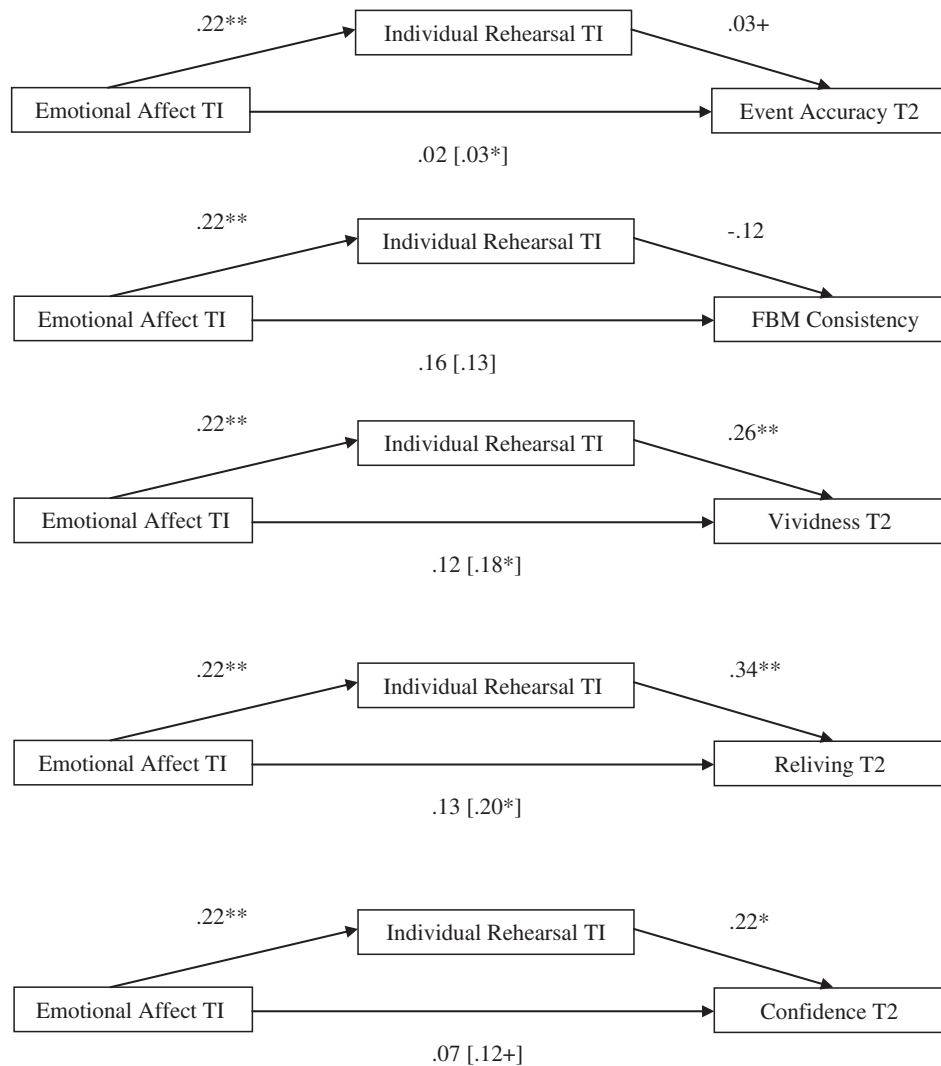 .22** .03+
Individual Rehearsal TI
Emotional Affect TI Event Accuracy T2
.02 [.03*]
.22** -.12
Individual Rehearsal TI
Emotional Affect TI FBM Consistency
.16 [.13]
.22** .26**
Individual Rehearsal TI
Emotional Affect TI Vividness T2
.12 [.18*]
.22** .34**
Individual Rehearsal TI
Emotional Affect TI Reliving T2
.13 [.20*]
.22** .22*
Individual Rehearsal TI
Emotional Affect TI Confidence T2
.07 [.12+]